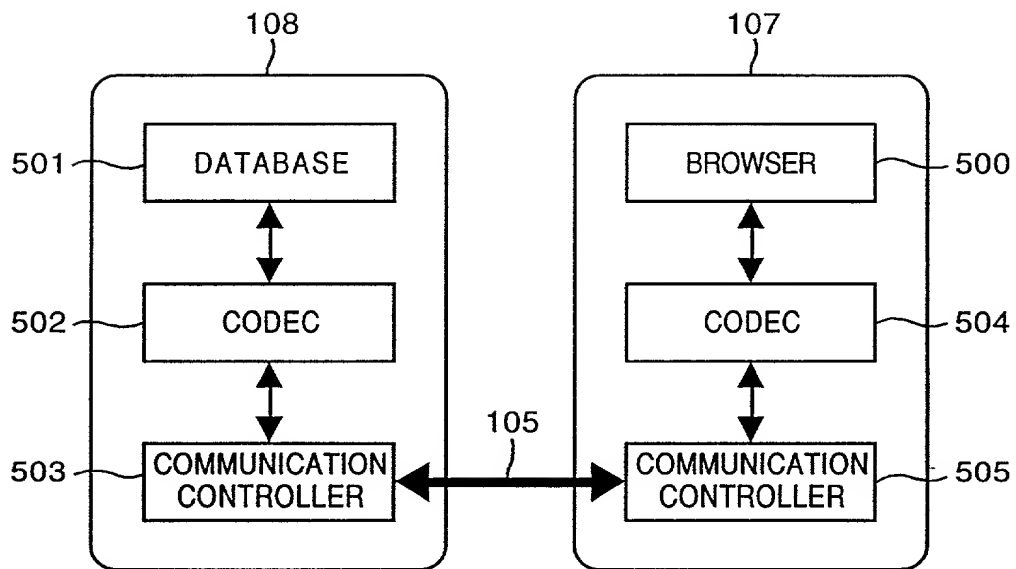 108
107
501
DATABASE
BROWSER
500
502
CODEC
CODEC
504
105
503
COMMUNICATION
CONTROLLER
COMMUNICATION
CONTROLLER
505